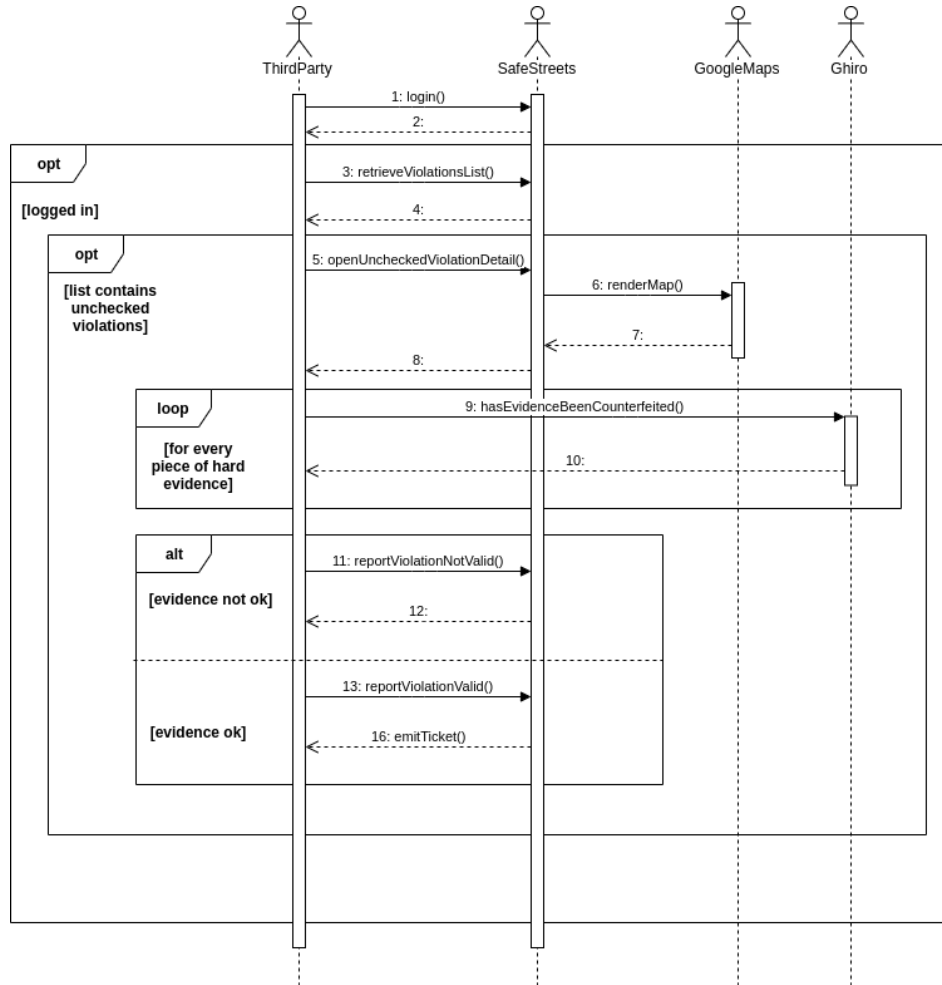 ThirdParty
SafeStreets
GoogleMaps
Ghiro
1: login()
2:
opt
3: retrieveViolationsList()
[logged in]
4:
opt
5: openUncheckedViolationDetail()
[list contains
unchecked
violations]
6: renderMap()
7:
8:
loop
9: hasEvidenceBeenCounterfeited()
[for every
piece of hard
evidence]
10:
alt
11: reportViolationNotValid()
[evidence not ok]
12:
13: reportViolationValid()
[evidence ok]
16: emitTicket()